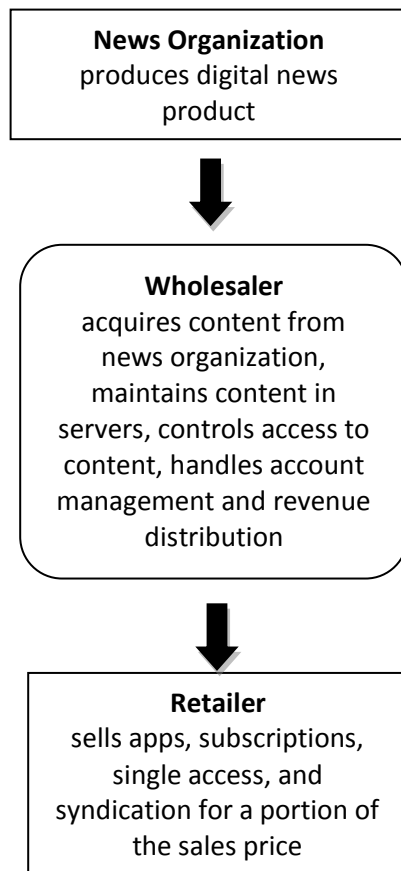 News Organization
produces digital news
product
Wholesaler
acquires content from
news organization,
maintains content in
servers, controls access to
content, handles account
management and revenue
distribution
Retailer
sells apps, subscriptions,
single access, and
syndication for a portion of
the sales price